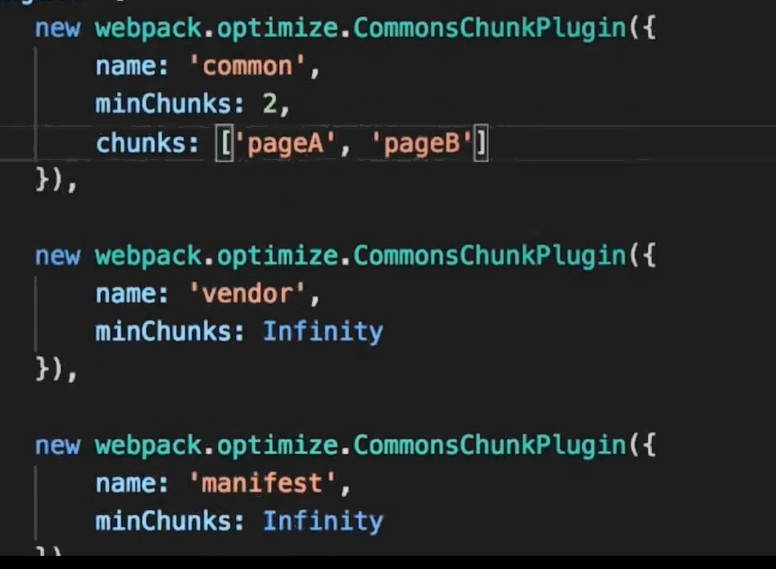 new webpack.optimize.CommonsChunkPlugin({
name: 'common',
minChunks: 2,
chunks: ['pageA', 'pageB']
}),
new webpack.optimize.CommonsChunkPlugin({
name: 'vendor',
minChunks: Infinity
}),
new webpack.optimize.CommonsChunkPlugin({
name: 'manifest',
minChunks: Infinity
})